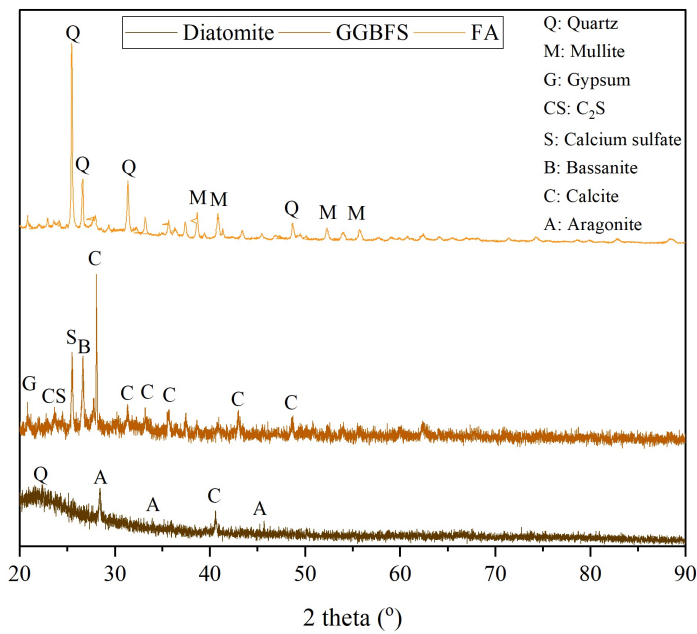 Diatomite GGBFS FA
Q: Quartz
M: Mullite
G: Gypsum
CS: C₂S
S: Calcium sulfate
B: Bassanite
C: Calcite
A: Aragonite
Q
Q Q M M Q M M
C
S B
G CS C C C C C
Q A A C A
20 30 40 50 60 70 80 90
2 theta (°)